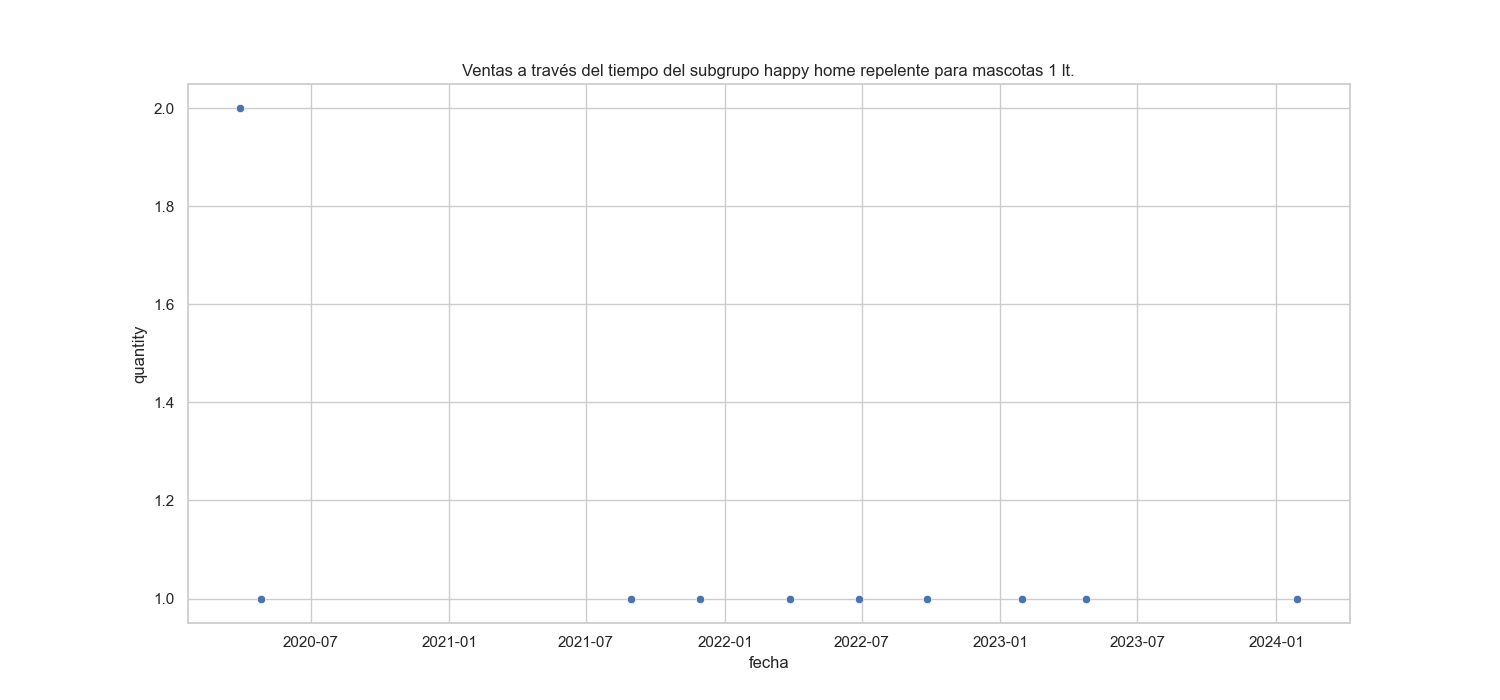 Ventas a través del tiempo del subgrupo happy home repelente para mascotas 1 lt.
2.0
1.8
1.6
1.4
1.2
1.0
quantity
2020-07 2021-01 2021-07 2022-01 2022-07 2023-01 2023-07 2024-01
fecha